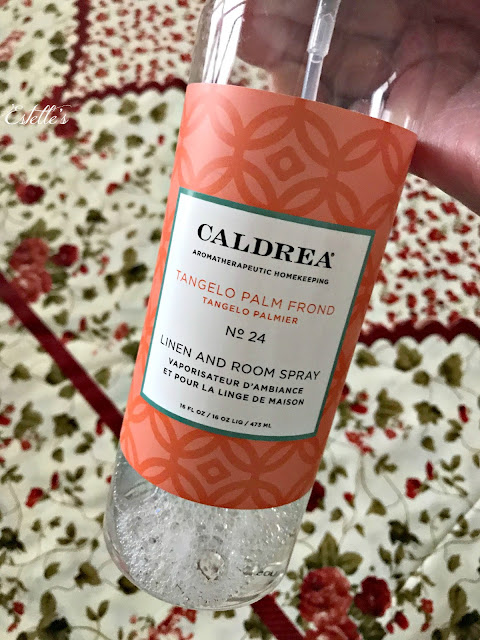 Estelle's
CALDREA®
AROMATHERAPEUTIC HOMEKEEPING
TANGELO PALM FROND
TANGELO PALMIER
Nº 24
LINEN AND ROOM SPRAY
VAPORISATEUR D'AMBIANCE
ET POUR LA LINGE DE MAISON
16 FL OZ / 16 OZ LIQ / 473 ML